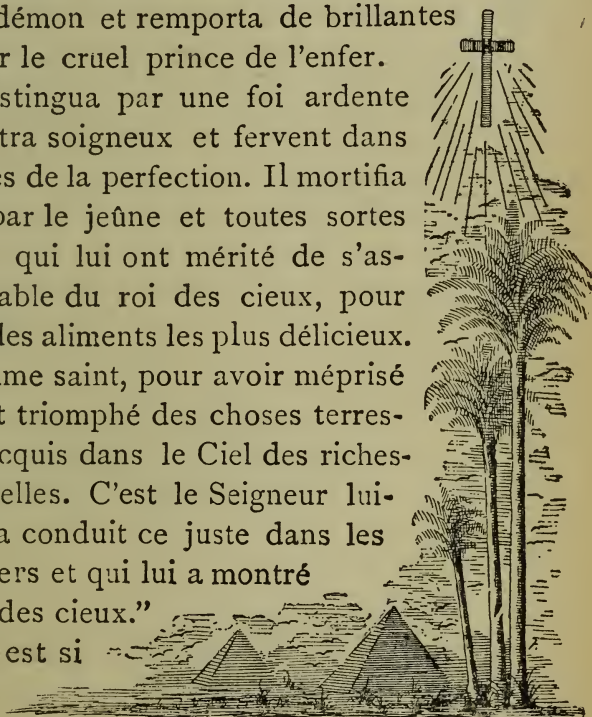 démon et remporta de brillantes
r le cruel prince de l'enfer.
stingua par une foi ardente
tra soigneux et fervent dans
es de la perfection. Il mortifia
par le jeûne et toutes sortes
qui lui ont mérité de s'as-
able du roi des cieux, pour
des aliments les plus délicieux.
me saint, pour avoir méprisé
t triomphé des choses terres-
cquis dans le Ciel des riches-
elles. C'est le Seigneur lui-
a conduit ce juste dans les
ers et qui lui a montré
des cieux."
est si